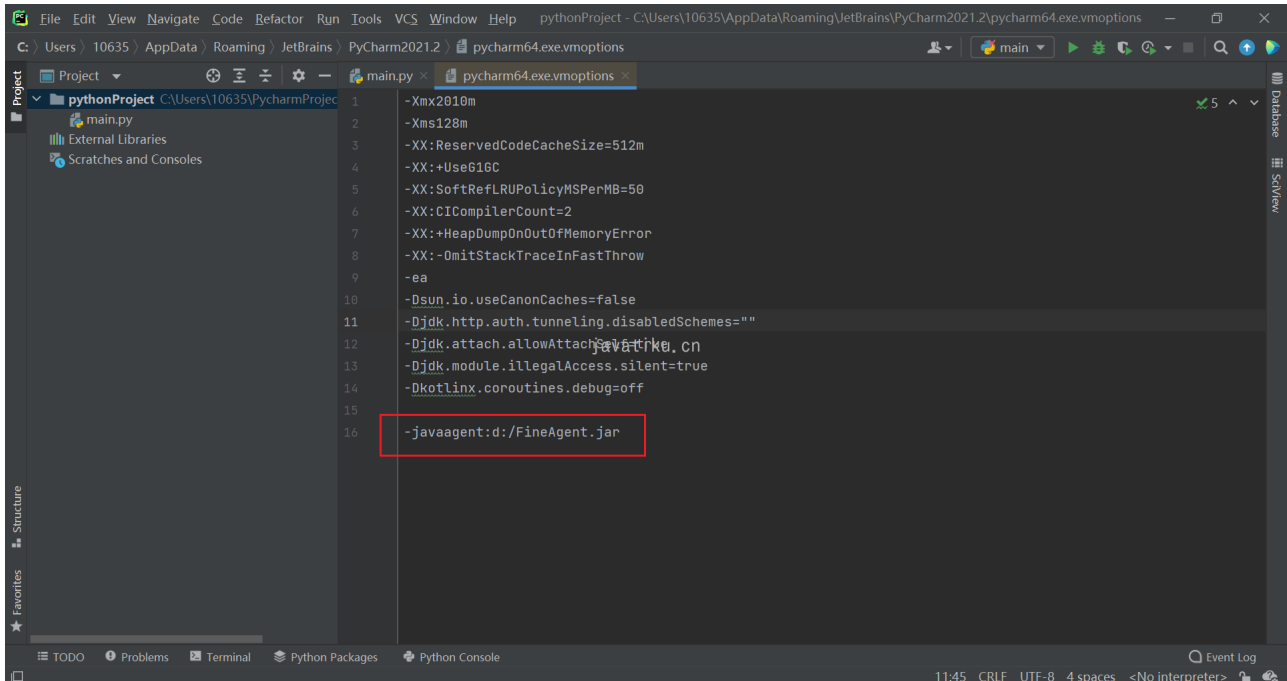 PC File Edit View Navigate Code Refactor Run Tools VCS Window Help pythonProject - C:\Users\10635\AppData\Roaming\JetBrains\PyCharm2021.2\pycharm64.exe.vmoptions
C: Users 10635 AppData Roaming JetBrains PyCharm2021.2 pycharm64.exe.vmoptions main
Project
Project
main.py
pycharm64.exe.vmoptions
pythonProject C:\Users\10635\PycharmProjec
main.py
External Libraries
Scratches and Consoles
1 -Xmx2010m
2 -Xms128m
3 -XX:ReservedCodeCacheSize=512m
4 -XX:+UseG1GC
5 -XX:SoftRefLRUPolicyMSPerMB=50
6 -XX:CICompilerCount=2
7 -XX:+HeapDumpOnOutOfMemoryError
8 -XX:-OmitStackTraceInFastThrow
9 -ea
10 -Dsun.io.useCanonCaches=false
11 -Djdk.http.auth.tunneling.disabledSchemes=""
12 -Djdk.attach.allowAttachSelf=true
javatiku.cn
13 -Djdk.module.illegalAccess.silent=true
14 -Dkotlinx.coroutines.debug=off
15
16 -javaagent:d:/FineAgent.jar
5
Database
SciView
Structure
Favorites
TODO Problems Terminal Python Packages Python Console Event Log
11:45 CRLF UTF-8 4 spaces <No interpreter>